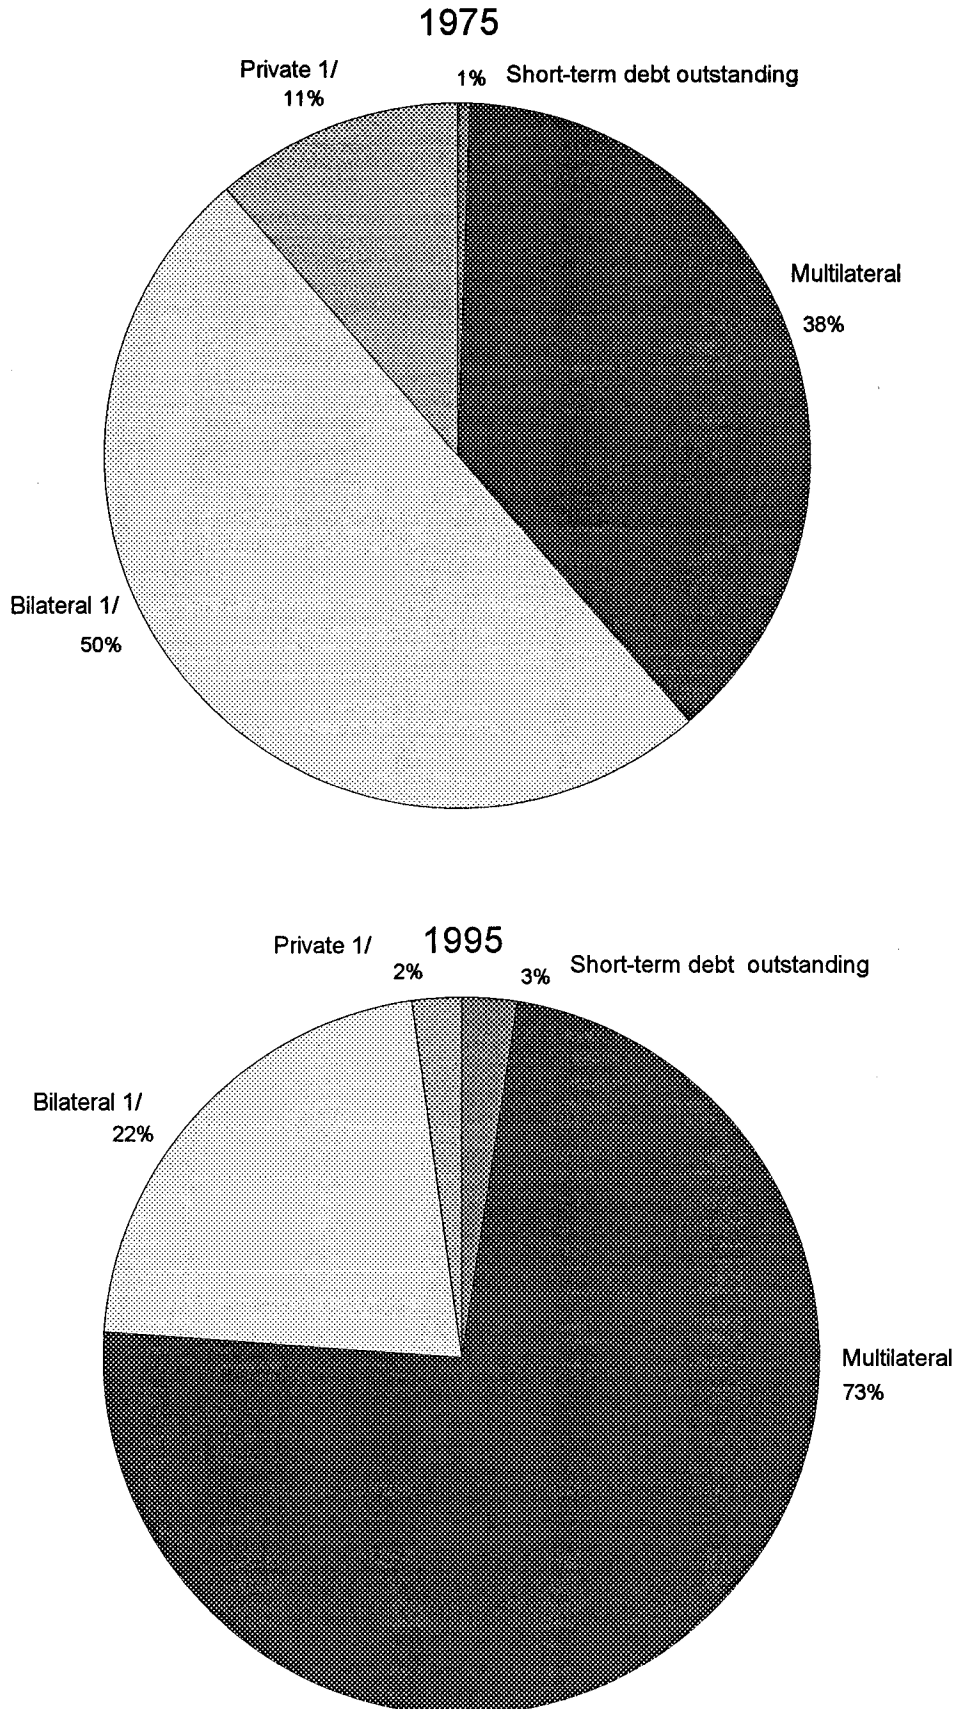 1975
Private 1/
11%
1% Short-term debt outstanding
Multilateral
38%
Bilateral 1/
50%
1995
Private 1/
2%
3% Short-term debt outstanding
Bilateral 1/
22%
Multilateral
73%